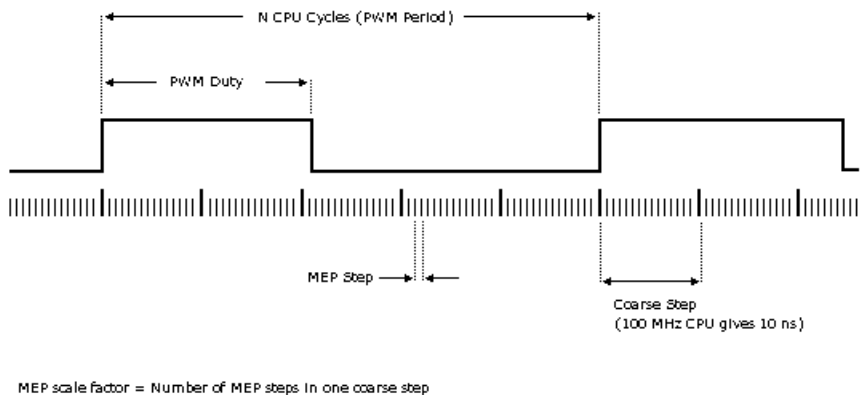 N CPU Cycles (PWM Period)
PWM Duty
MEP Step
Coarse Step
(100 MHz CPU gives 10 ns)
MEP scale factor = Number of MEP steps in one coarse step